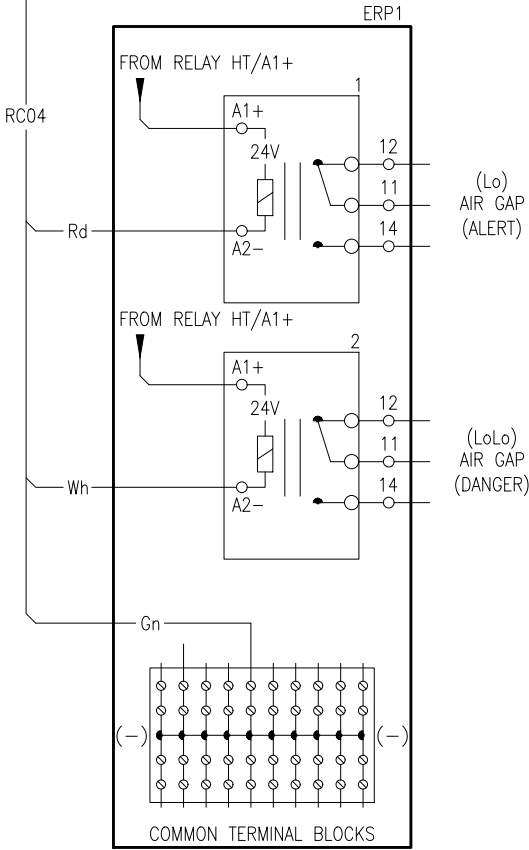 ERP1
FROM RELAY HT/A1+
RC04
1
A1+
24V
12
11
14
(Lo)
AIR GAP
(ALERT)
Rd
A2-
FROM RELAY HT/A1+
2
A1+
24V
12
11
14
(LoLo)
AIR GAP
(DANGER)
Wh
A2-
Gn
(-)
(-)
COMMON TERMINAL BLOCKS